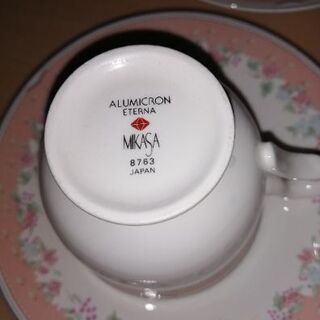 ALUMICRON
ETERNA
MIKASA
8763
JAPAN